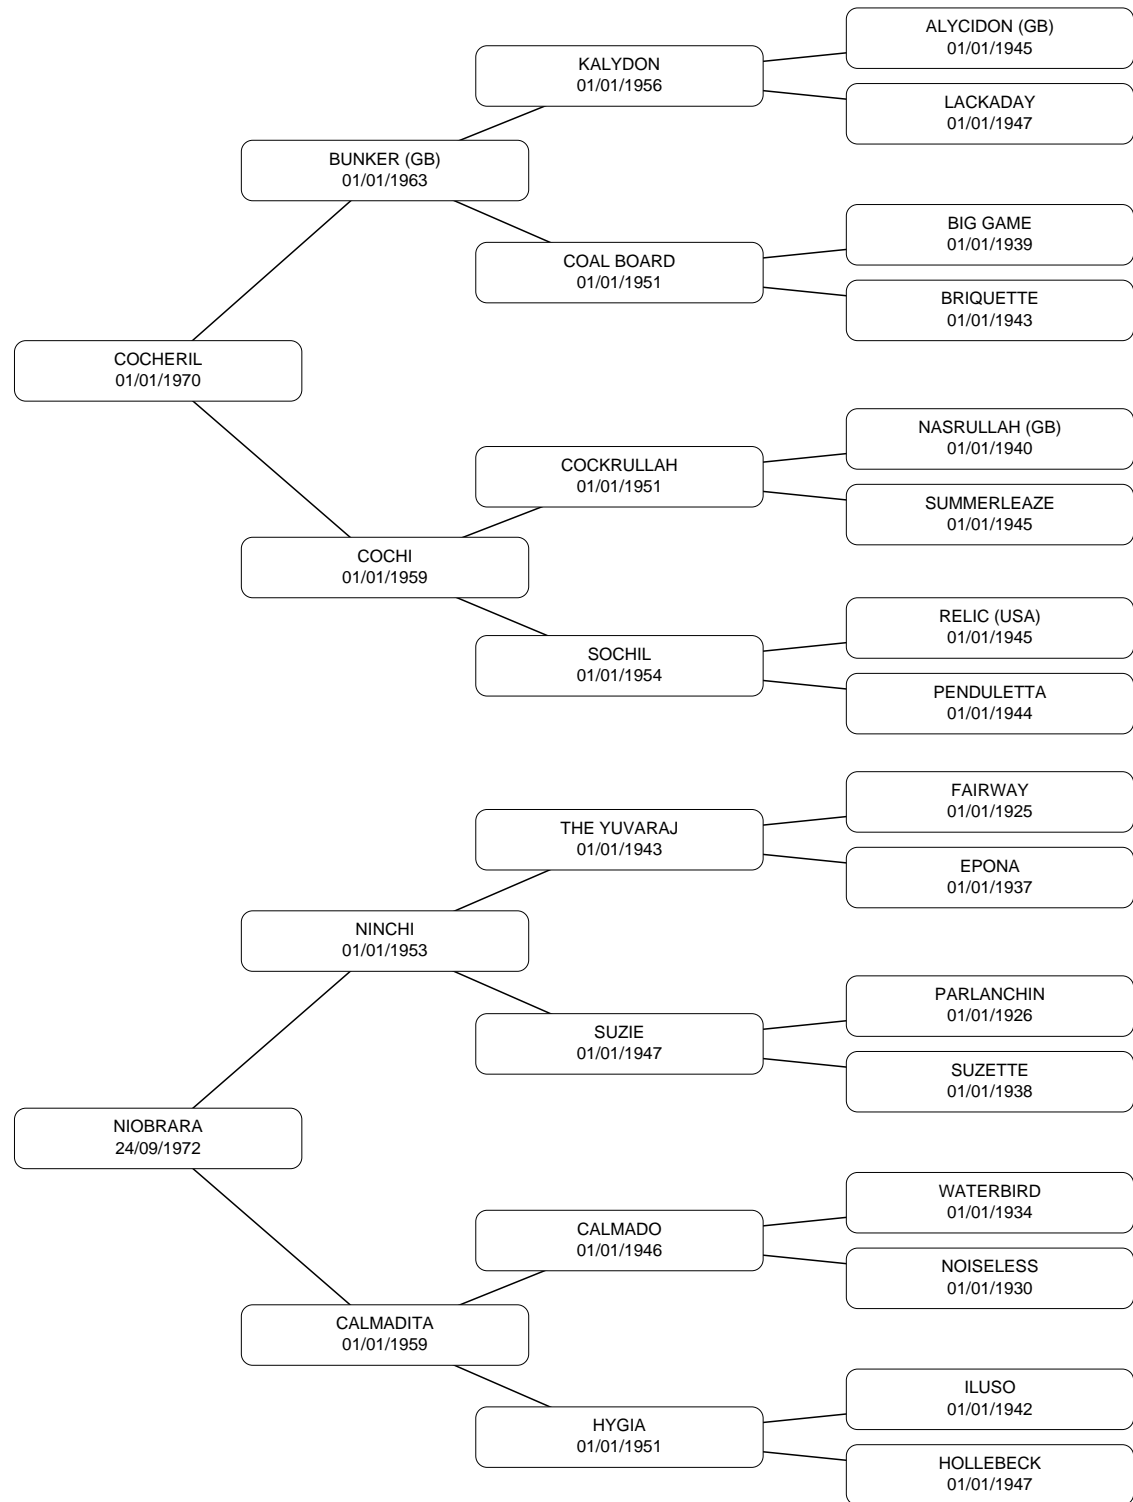 ALYCIDON (GB)
01/01/1945
KALYDON
01/01/1956
LACKADAY
01/01/1947
BUNKER (GB)
01/01/1963
BIG GAME
01/01/1939
COAL BOARD
01/01/1951
BRIQUETTE
01/01/1943
COCHERIL
01/01/1970
NASRULLAH (GB)
01/01/1940
COCKRULLAH
01/01/1951
SUMMERLEAZE
01/01/1945
COCHI
01/01/1959
RELIC (USA)
01/01/1945
SOCHIL
01/01/1954
PENDULETTA
01/01/1944
FAIRWAY
01/01/1925
THE YUVARAJ
01/01/1943
EPONA
01/01/1937
NINCHI
01/01/1953
PARLANCHIN
01/01/1926
SUZIE
01/01/1947
SUZETTE
01/01/1938
NIOBRARA
24/09/1972
WATERBIRD
01/01/1934
CALMADO
01/01/1946
NOISELESS
01/01/1930
CALMADITA
01/01/1959
ILUSO
01/01/1942
HYGIA
01/01/1951
HOLLEBECK
01/01/1947